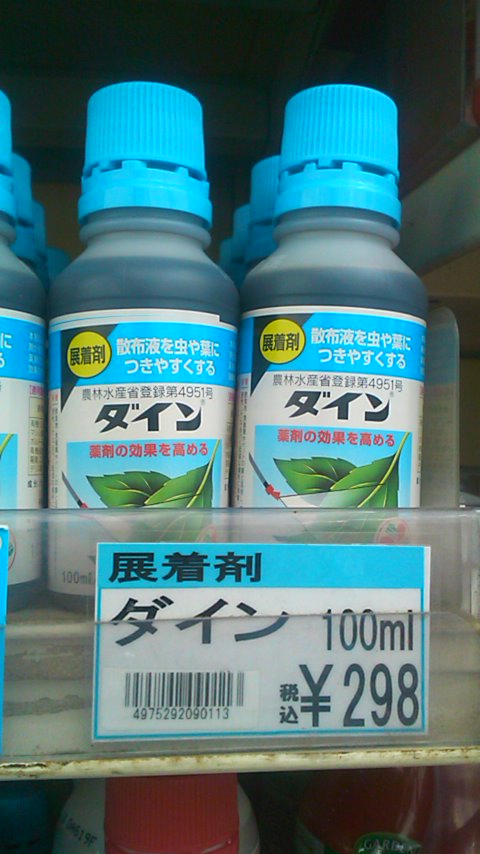 展着剤
散布液を虫や葉に
つきやすくする
農林水産省登録第4951号
ダイン®
薬剤の効果を高める
展着剤
散布液を虫や葉に
つきやすくする
農林水産省登録第4951号
ダイン®
薬剤の効果を高める
100ml
展着剤
ダイン 100ml
税込 ¥298
4975292090113
GARDE